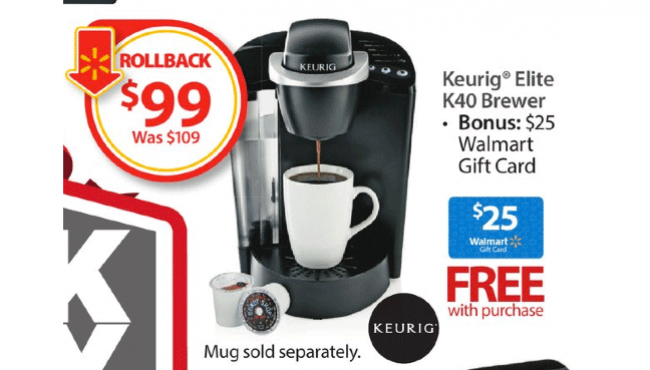 ROLLBACK
$99
Was $109
KEURIG
Keurig® Elite
K40 Brewer
• Bonus: $25
Walmart
Gift Card
$25
Walmart
Gift Card
FREE
with purchase
KEURIG
Mug sold separately.